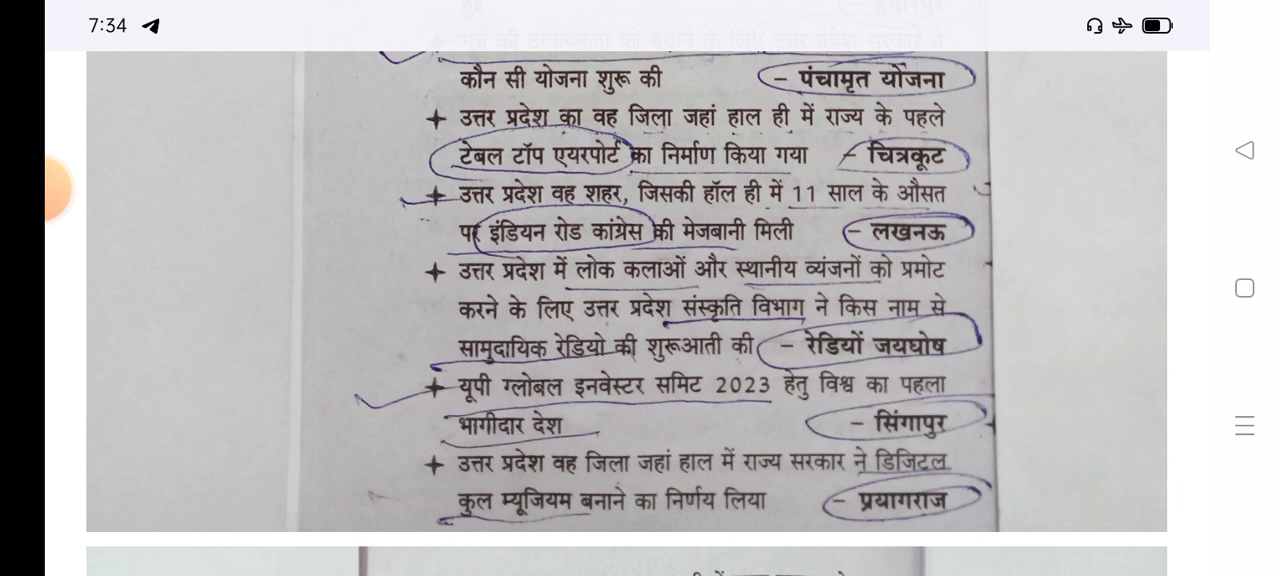 7:34
कौन सी योजना शुरू की – पंचामृत योजना
उत्तर प्रदेश का वह जिला जहां हाल ही में राज्य के पहले
टेबल टॉप एयरपोर्ट का निर्माण किया गया – चित्रकूट
उत्तर प्रदेश वह शहर, जिसकी हॉल ही में 11 साल के औसत
पर इंडियन रोड कांग्रेस की मेजबानी मिली – लखनऊ
उत्तर प्रदेश में लोक कलाओं और स्थानीय व्यंजनों को प्रमोट
करने के लिए उत्तर प्रदेश संस्कृति विभाग ने किस नाम से
सामुदायिक रेडियो की शुरूआती की – रेडियों जयघोष
यूपी ग्लोबल इनवेस्टर समिट 2023 हेतु विश्व का पहला
भागीदार देश – सिंगापुर
उत्तर प्रदेश वह जिला जहां हाल में राज्य सरकार ने डिजिटल
कुल म्यूजियम बनाने का निर्णय लिया – प्रयागराज